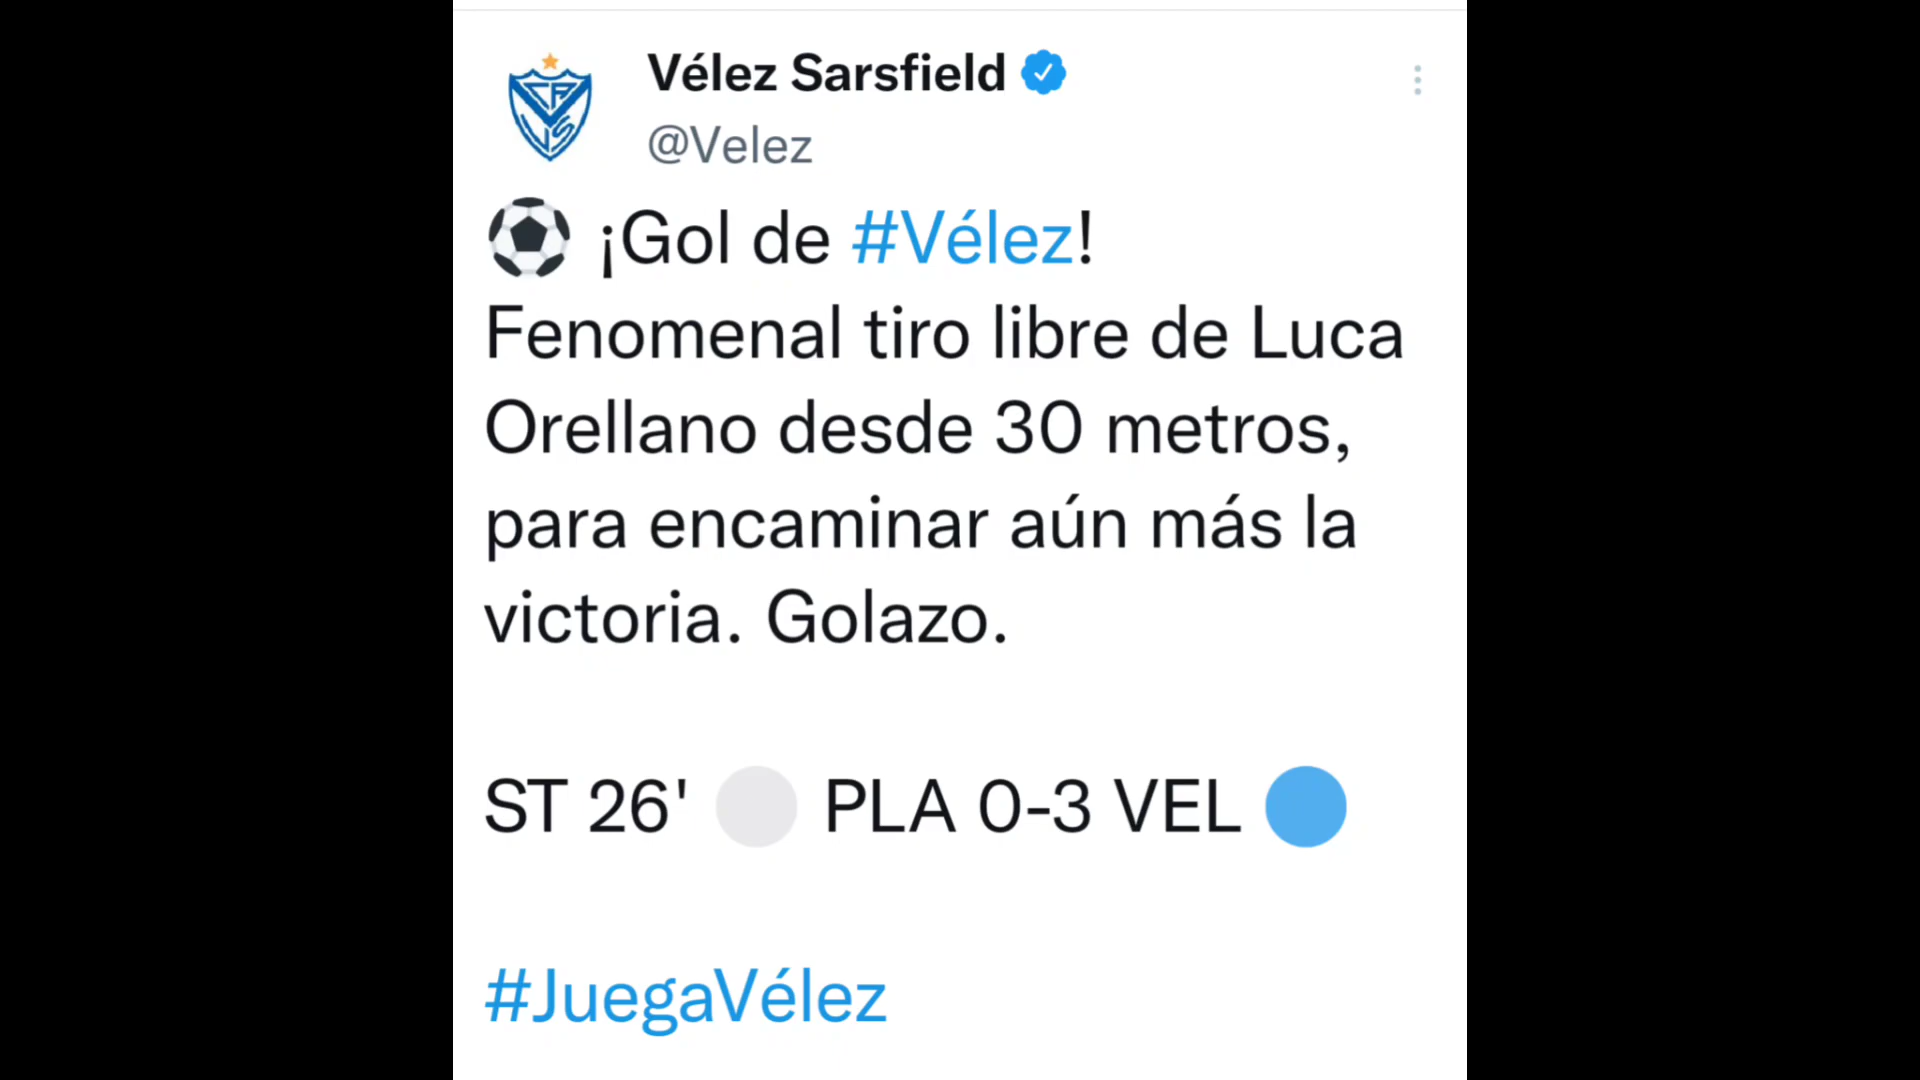 Vélez Sarsfield
@Velez
¡Gol de #Vélez!
Fenomenal tiro libre de Luca
Orellano desde 30 metros,
para encaminar aún más la
victoria. Golazo.
ST 26' PLA 0-3 VEL
#JuegaVélez